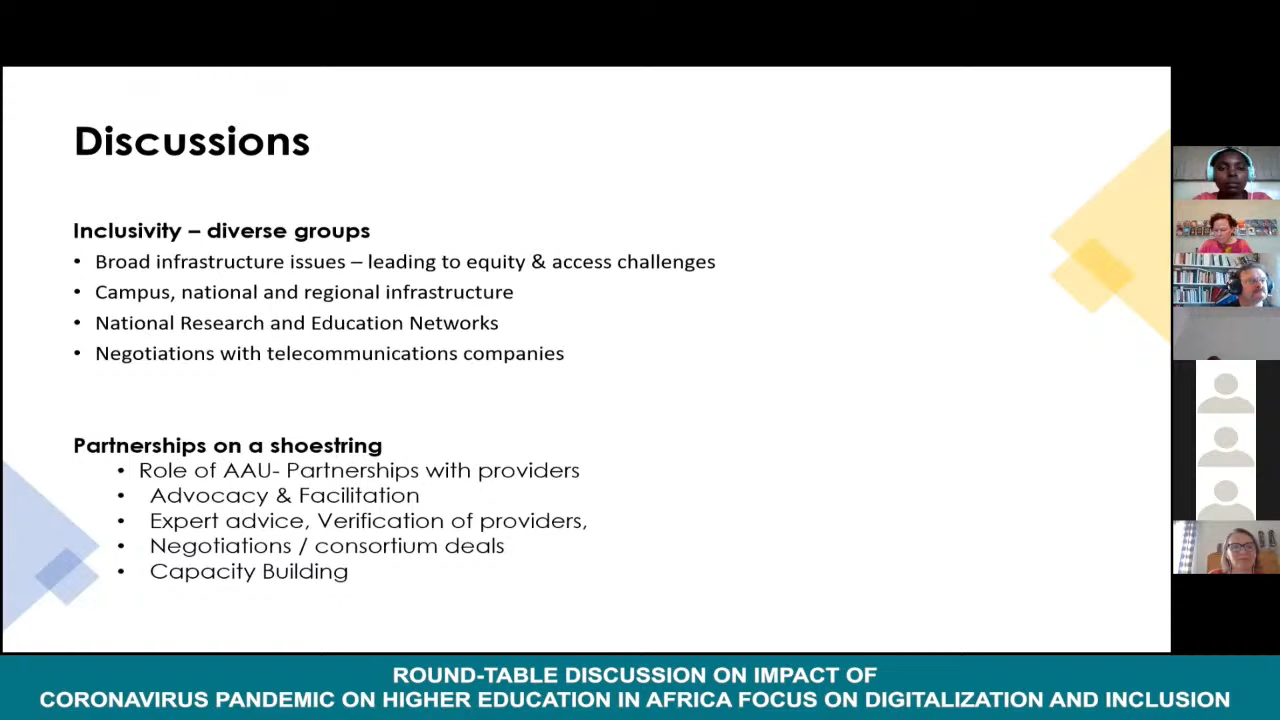 Discussions
Inclusivity – diverse groups
• Broad infrastructure issues – leading to equity & access challenges
• Campus, national and regional infrastructure
• National Research and Education Networks
• Negotiations with telecommunications companies
Partnerships on a shoestring
• Role of AAU- Partnerships with providers
• Advocacy & Facilitation
• Expert advice, Verification of providers,
• Negotiations / consortium deals
• Capacity Building
ROUND-TABLE DISCUSSION ON IMPACT OF
CORONAVIRUS PANDEMIC ON HIGHER EDUCATION IN AFRICA FOCUS ON DIGITALIZATION AND INCLUSION